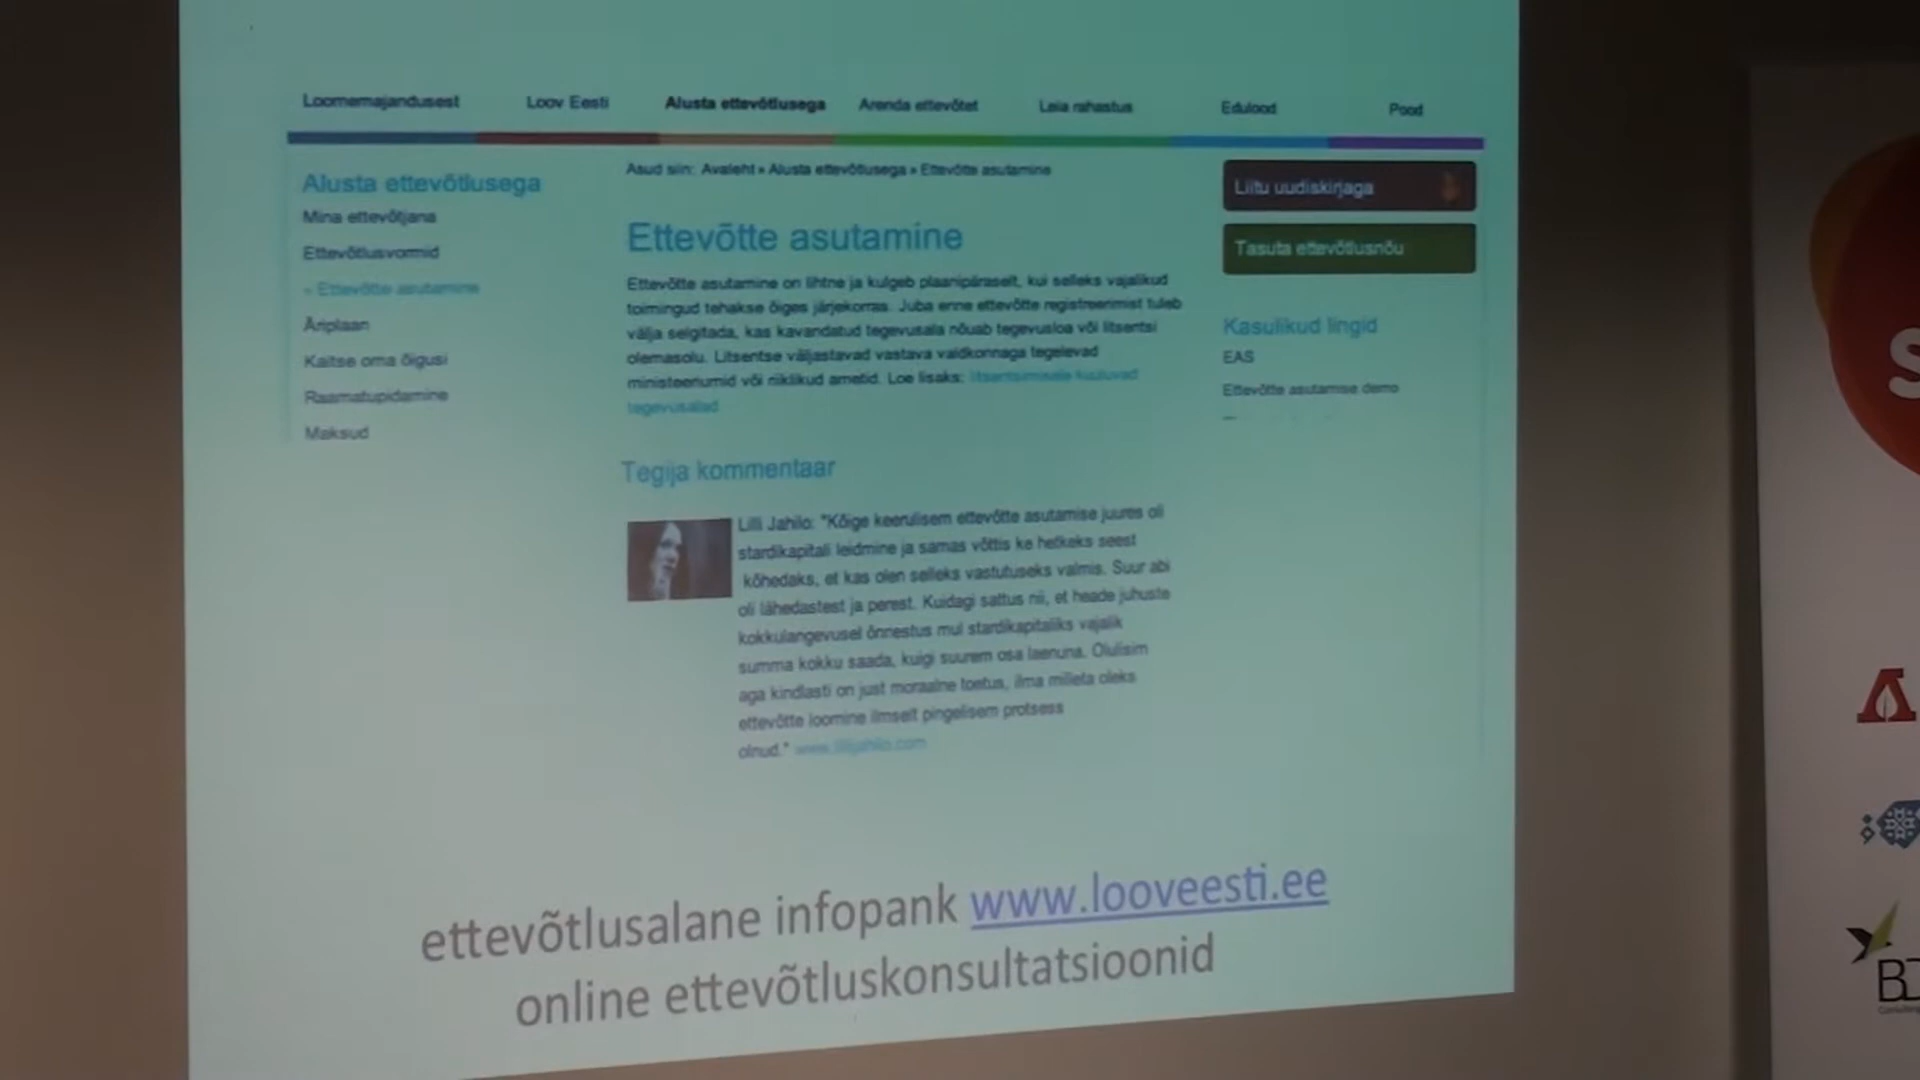 Loomemajandusest Loov Eesti Alusta ettevõtlusega Arenda ettevõtet Leia rahastus Edulood Pood
Alusta ettevõtlusega
Mina ettevõtjana
Ettevõtlusvormid
» Ettevõtte asutamine
Äriplaan
Kaitse oma õigusi
Raamatupidamine
Maksud
Asud siin: Avaleht » Alusta ettevõtlusega » Ettevõtte asutamine
Ettevõtte asutamine
Ettevõtte asutamine on lihtne ja kulgeb plaanipäraselt, kui selleks vajalikud
toimingud tehakse õiges järjekorras. Juba enne ettevõtte registreerimist tuleb
välja selgitada, kas kavandatud tegevusala nõuab tegevusloa või litsentsi
olemasolu. Litsentse väljastavad vastava valdkonnaga tegelevad
ministeeriumid või riiklikud ametid. Loe lisaks: litsentsimisele kuuluvad
tegevusalad
Tegija kommentaar
Lilli Jahilo: "Kõige keerulisem ettevõtte asutamise juures oli
stardikapitali leidmine ja samas võttis ke hetkeks seest
kõhedaks, et kas olen selleks vastutuseks valmis. Suur abi
oli lähedastest ja perest. Kuidagi sattus nii, et heade juhuste
kokkulangevusel õnnestus mul stardikapitaliks vajalik
summa kokku saada, kuigi suurem osa laenuna. Olulisim
aga kindlasti on just moraalne toetus, ilma milleta oleks
ettevõtte loomine ilmselt pingelisem protsess
olnud." www.lillijahilo.com
Liitu uudiskirjaga
Tasuta ettevõtlusnõu
Kasulikud lingid
EAS
Ettevõtte asutamise demo
ettevõtlusalane infopank www.looveesti.ee
online ettevõtluskonsultatsioonid
S